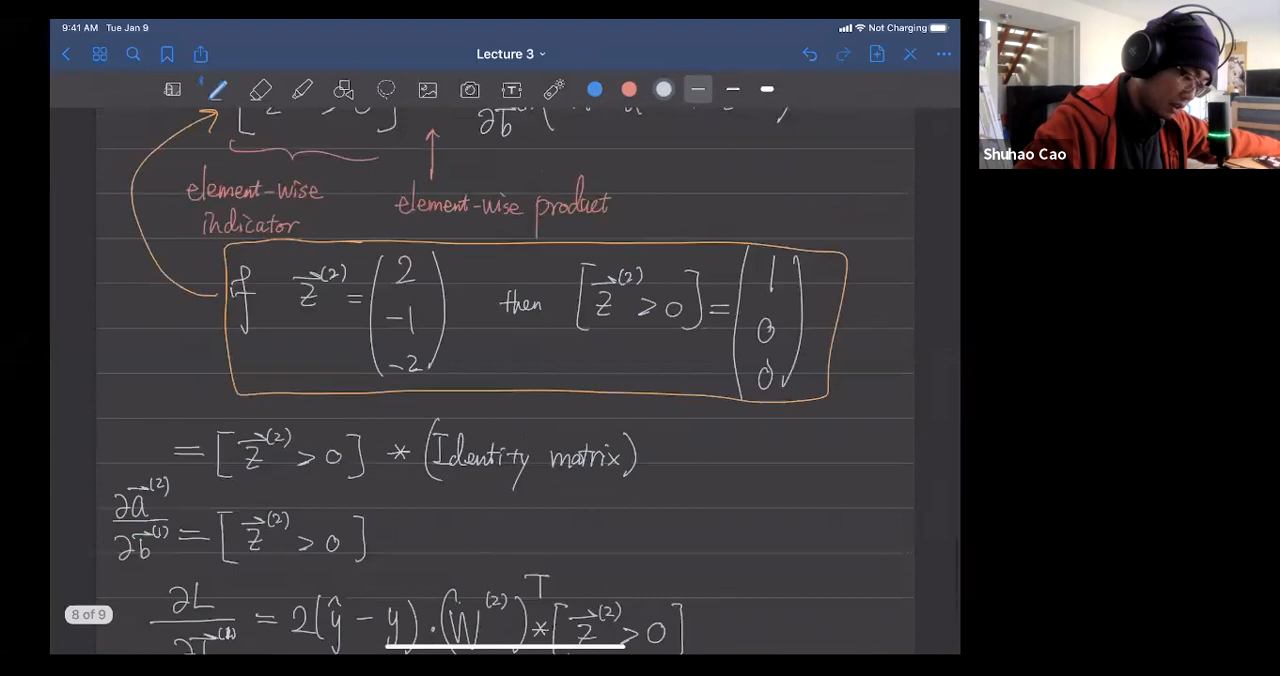 9:41 AM Tue Jan 9
Not Charging
Lecture 3
Shuhao Cao
∂b⃗
element-wise indicator
element-wise product
If z⃗^(2) = (2 -1 -2) then [z⃗^(2) > 0] = (1 0 0)
= [z⃗^(2) > 0] * (Identity matrix)
∂a⃗^(2)/∂b⃗^(1) = [z⃗^(2) > 0]
∂L/ = 2(ŷ - y) · (W^(2))^T * [z⃗^(2) > 0]
8 of 9